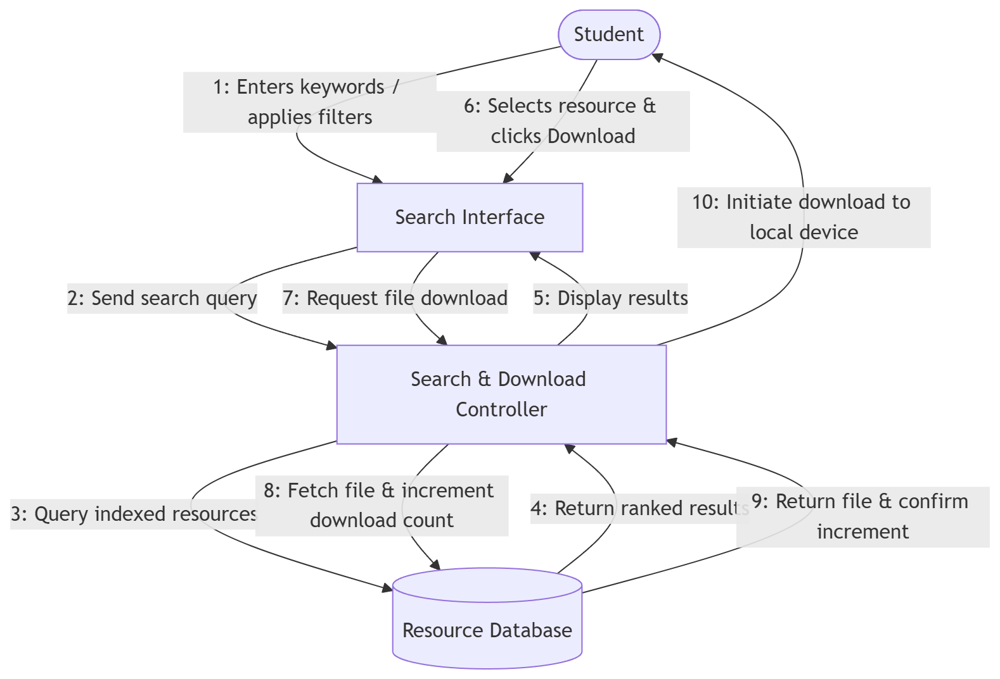 Student
1: Enters keywords /
applies filters
6: Selects resource &
clicks Download
Search Interface
10: Initiate download to
local device
2: Send search query
7: Request file download
5: Display results
Search & Download
Controller
3: Query indexed resources
8: Fetch file & increment
download count
4: Return ranked results
9: Return file & confirm
increment
Resource Database